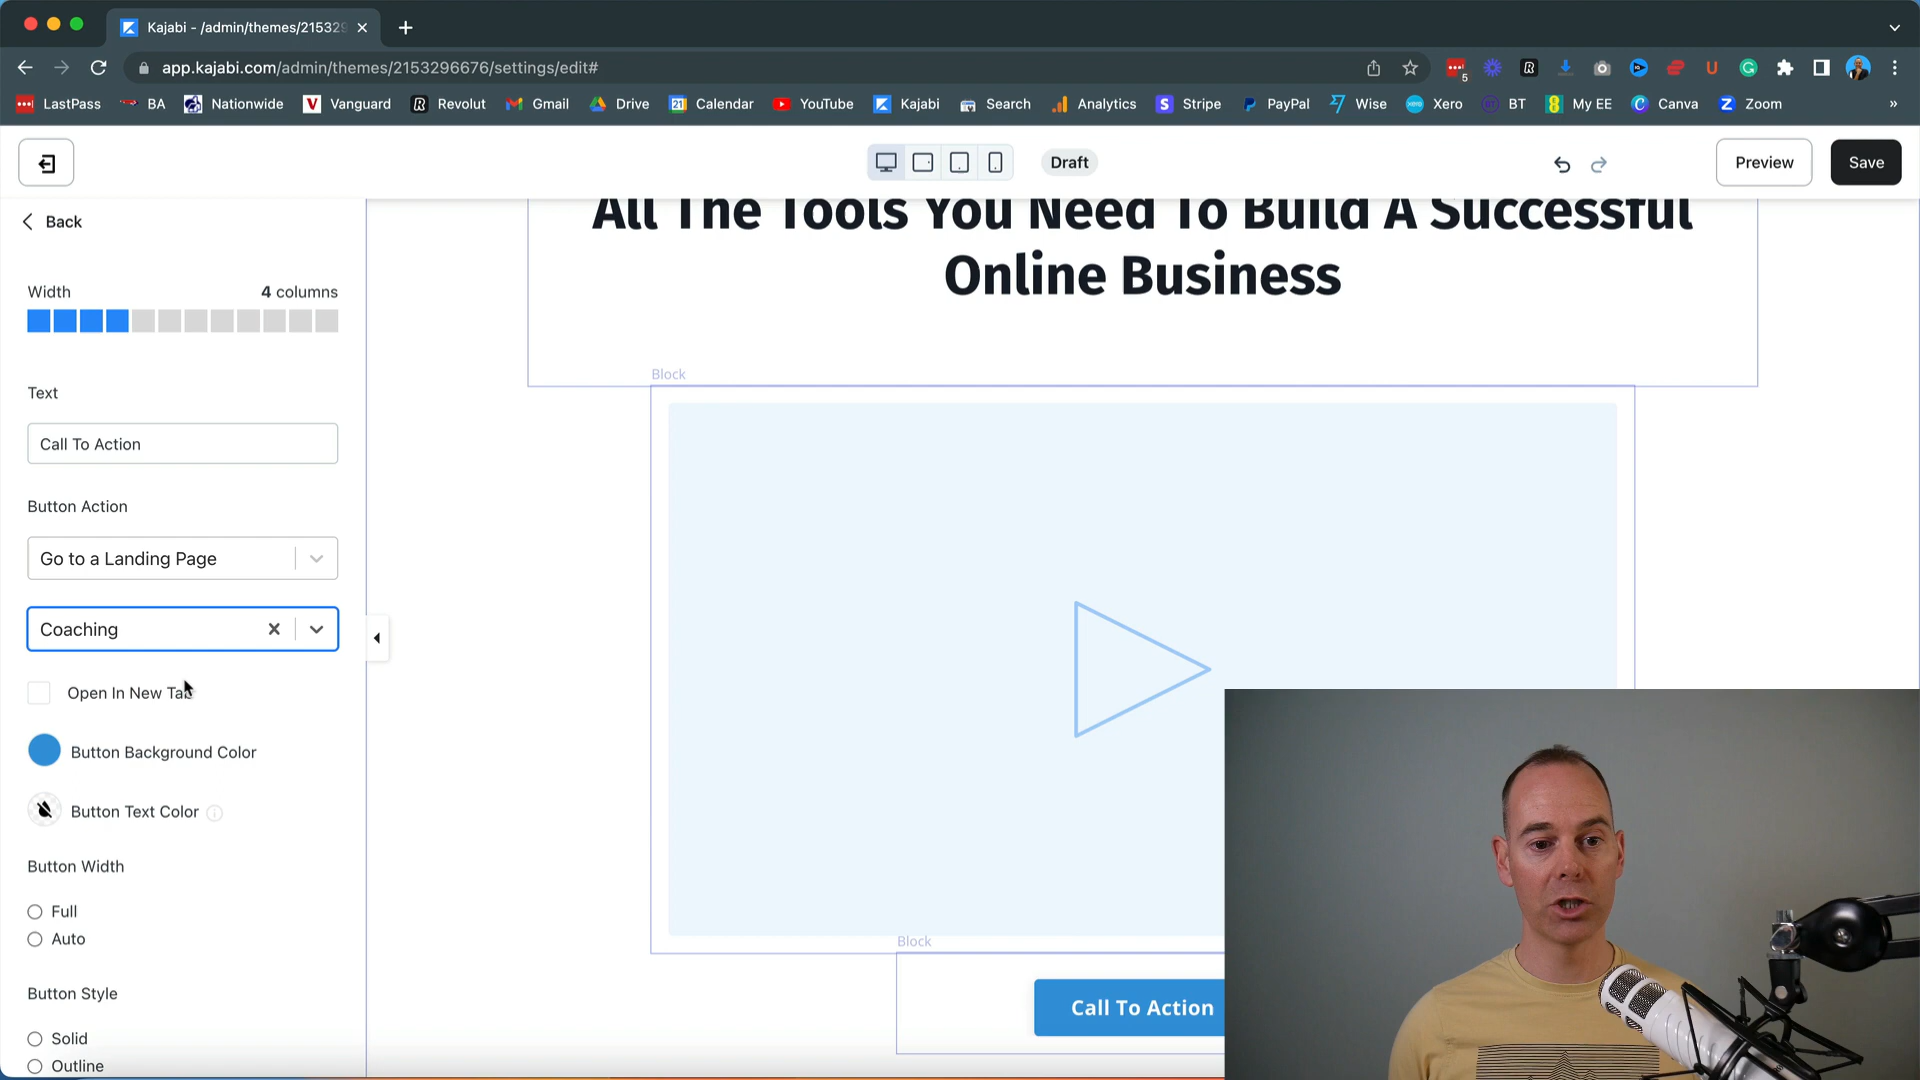 Kajabi - /admin/themes/21532
app.kajabi.com/admin/themes/2153296676/settings/edit#
5
LastPass
BA
Nationwide
Vanguard
Revolut
Gmail
Drive
21
Calendar
YouTube
Kajabi
Search
Analytics
Stripe
PayPal
Wise
Xero
BT
My EE
Canva
Zoom
»
Draft
Preview
Save
Back
Width
4 columns
Text
Call To Action
Button Action
Go to a Landing Page
Coaching
Open In New Tab
Button Background Color
Button Text Color
Button Width
Full
Auto
Button Style
Solid
Outline
All The Tools You Need To Build A Successful
Online Business
Block
Block
Call To Action